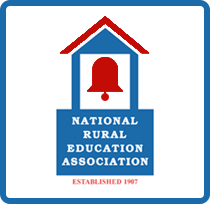 NATIONAL
RURAL
EDUCATION
ASSOCIATION
ESTABLISHED 1907